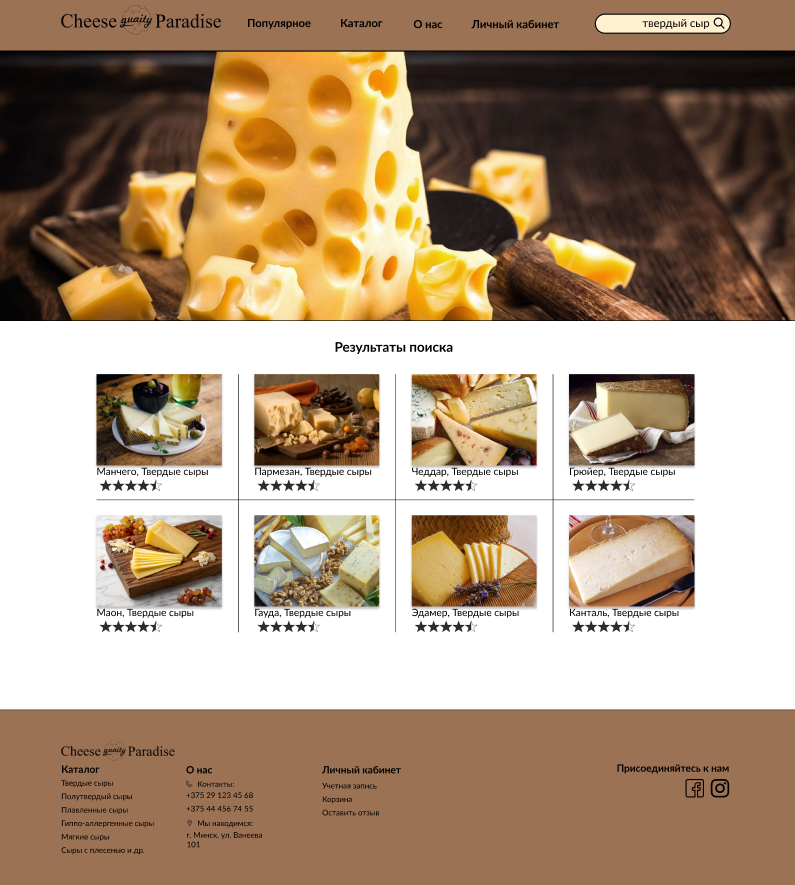 Cheese guaity Paradise
Популярное
Каталог
О нас
Личный кабинет
твердый сыр
Результаты поиска
Манчего, Твердые сыры
Пармезан, Твердые сыры
Чеддар, Твердые сыры
Грюйер, Твердые сыры
Маон, Твердые сыры
Гауда, Твердые сыры
Эдамер, Твердые сыры
Канталь, Твердые сыры
Cheese guaity Paradise
Каталог
Твердые сыры
Полутвердый сыры
Плавленные сыры
Гиппо-аллергенные сыры
Мягкие сыры
Сыры с плесенью и др.
О нас
Контакты:
+375 29 123 45 68
+375 44 456 74 55
Мы находимся:
г. Минск, ул. Ванеева
101
Личный кабинет
Учетная запись
Корзина
Оставить отзыв
Присоединяйтесь к нам